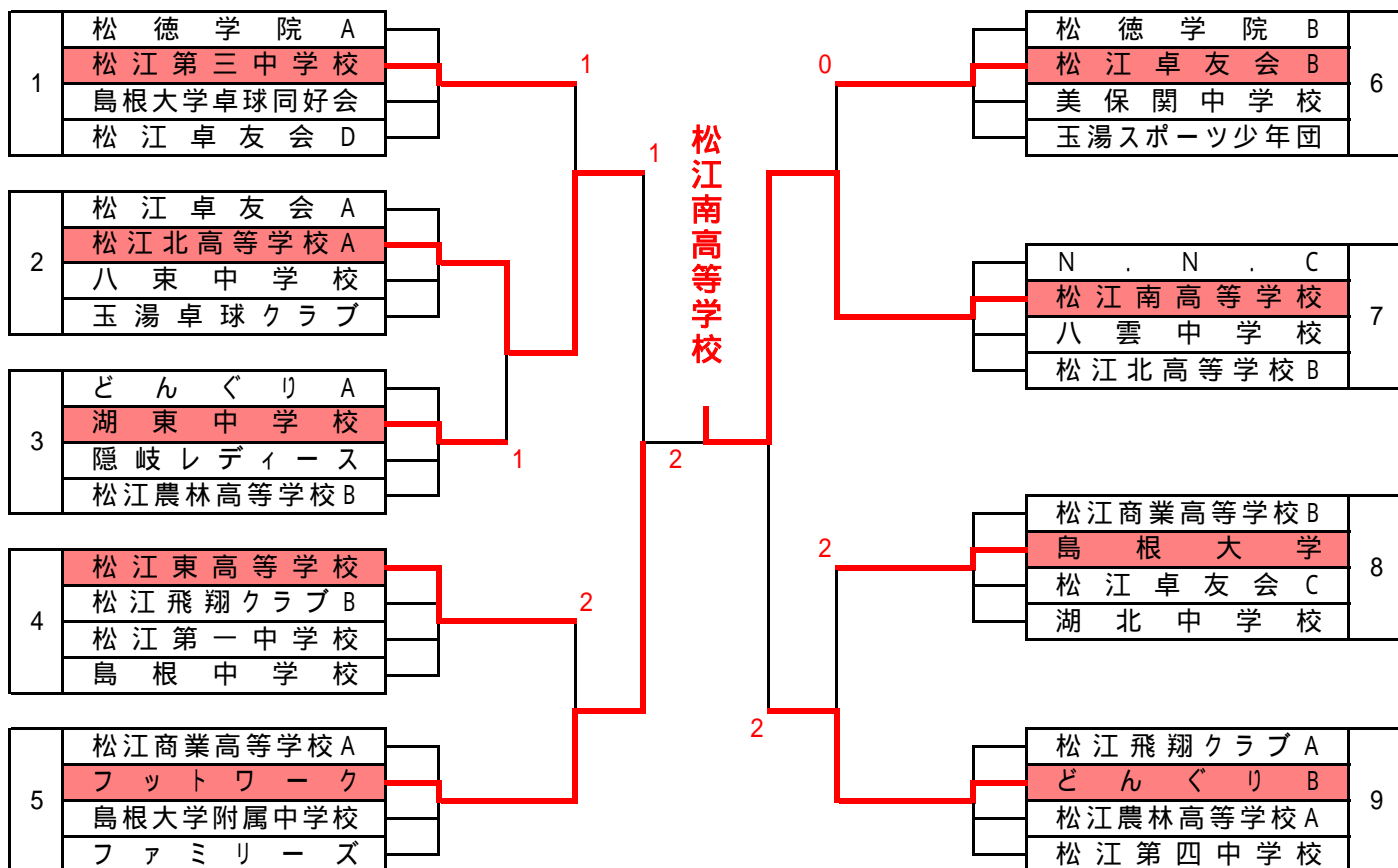 1
松徳学院A
松江第三中学校
島根大学卓球同好会
松江卓友会D
2
松江卓友会A
松江北高等学校A
八東中学校
玉湯卓球クラブ
3
どんぐりA
湖東中学校
隠岐レディース
松江農林高等学校B
4
松江東高等学校
松江飛翔クラブB
松江第一中学校
島根中学校
5
松江商業高等学校A
フットワーク
島根大学附属中学校
ファミリーズ
1
1
1
2
2
松江南高等学校
0
2
2
松徳学院B
松江卓友会B
美保関中学校
玉湯スポーツ少年団
6
N.N.C
松江南高等学校
八雲中学校
松江北高等学校B
7
松江商業高等学校B
島根大学
松江卓友会C
湖北中学校
8
松江飛翔クラブA
どんぐりB
松江農林高等学校A
松江第四中学校
9